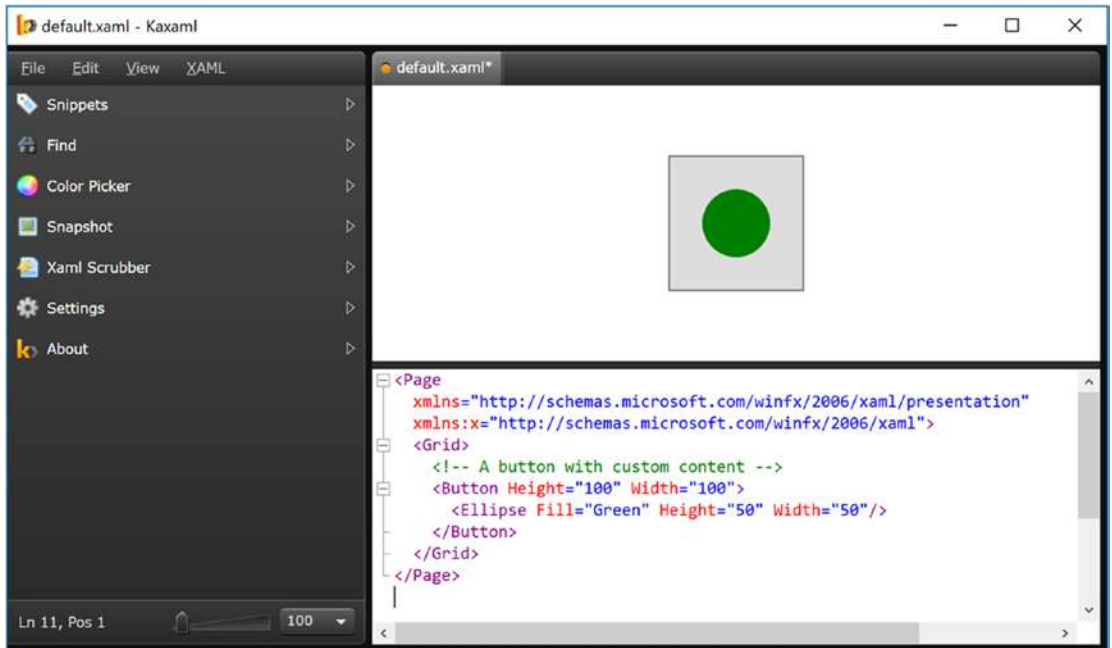 default.xaml - Kaxaml
File Edit View XAML
default.xaml*
Snippets
Find
Color Picker
Snapshot
Xaml Scrubber
Settings
About
<Page
xmlns="http://schemas.microsoft.com/winfx/2006/xaml/presentation"
xmlns:x="http://schemas.microsoft.com/winfx/2006/xaml">
<Grid>
<!-- A button with custom content -->
<Button Height="100" Width="100">
<Ellipse Fill="Green" Height="50" Width="50"/>
</Button>
</Grid>
</Page>
Ln 11, Pos 1
100